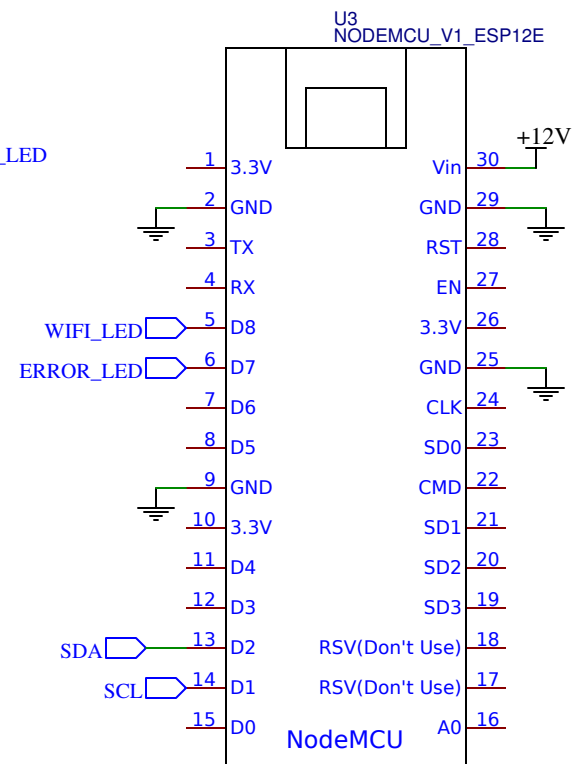 U3
NODEMCU_V1_ESP12E
+12V
_LED
1 3.3V Vin 30
2 GND GND 29
3 TX RST 28
4 RX EN 27
WIFI_LED 5 D8 3.3V 26
ERROR_LED 6 D7 GND 25
7 D6 CLK 24
8 D5 SD0 23
9 GND CMD 22
10 3.3V SD1 21
11 D4 SD2 20
12 D3 SD3 19
SDA 13 D2 RSV(Don't Use) 18
SCL 14 D1 RSV(Don't Use) 17
15 D0 A0 16
NodeMCU